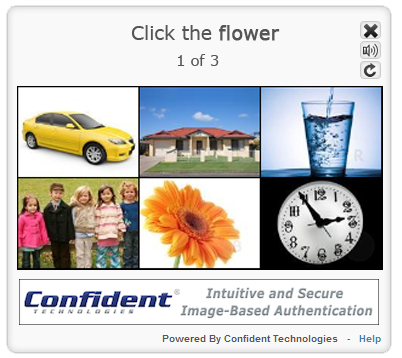 Click the flower
1 of 3
R
Confident®
TECHNOLOGIES
Intuitive and Secure
Image-Based Authentication
Powered By Confident Technologies - Help